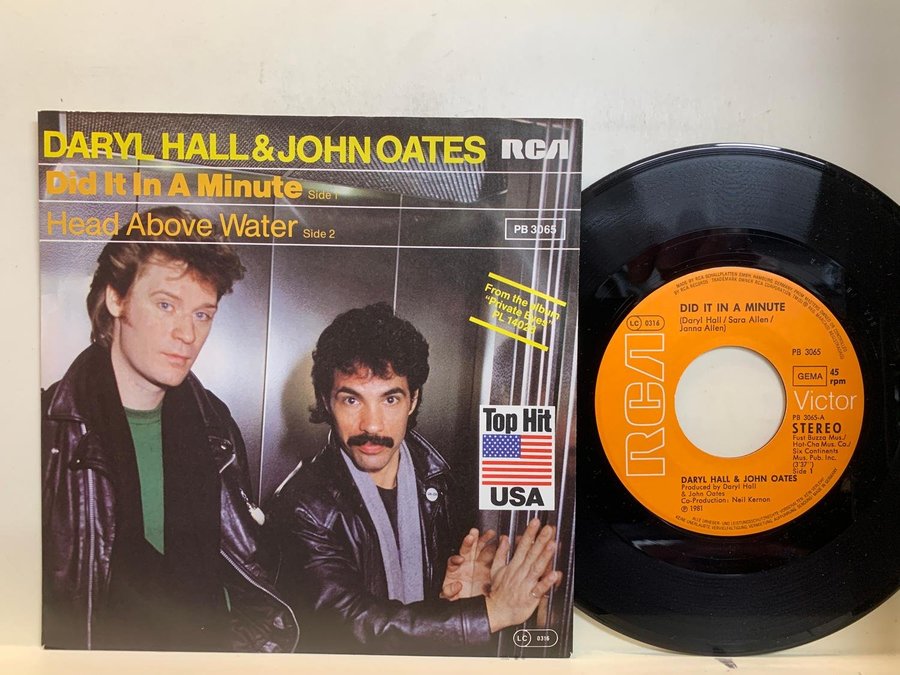 DARYL HALL & JOHN OATES RCA
Did It In A Minute Side 1
Head Above Water Side 2
PB 3065
From the album
"Private Eyes"
Top Hit
USA
LC 0316
DID IT IN A MINUTE
(Daryl Hall / Sara Allen /
Janna Allen)
LC 0316
PB 3065
GEMA
45
rpm
RCA
Victor
PB 3065-A
STEREO
Fust Buzza Mus./
Hot-Cha Mus. Co./
Six Continents
Mus. Pub. Inc.
(3'37")
Side 1
DARYL HALL & JOHN OATES
Produced by Daryl Hall
& John Oates
Co-Production: Neil Kernon
℗ 1981